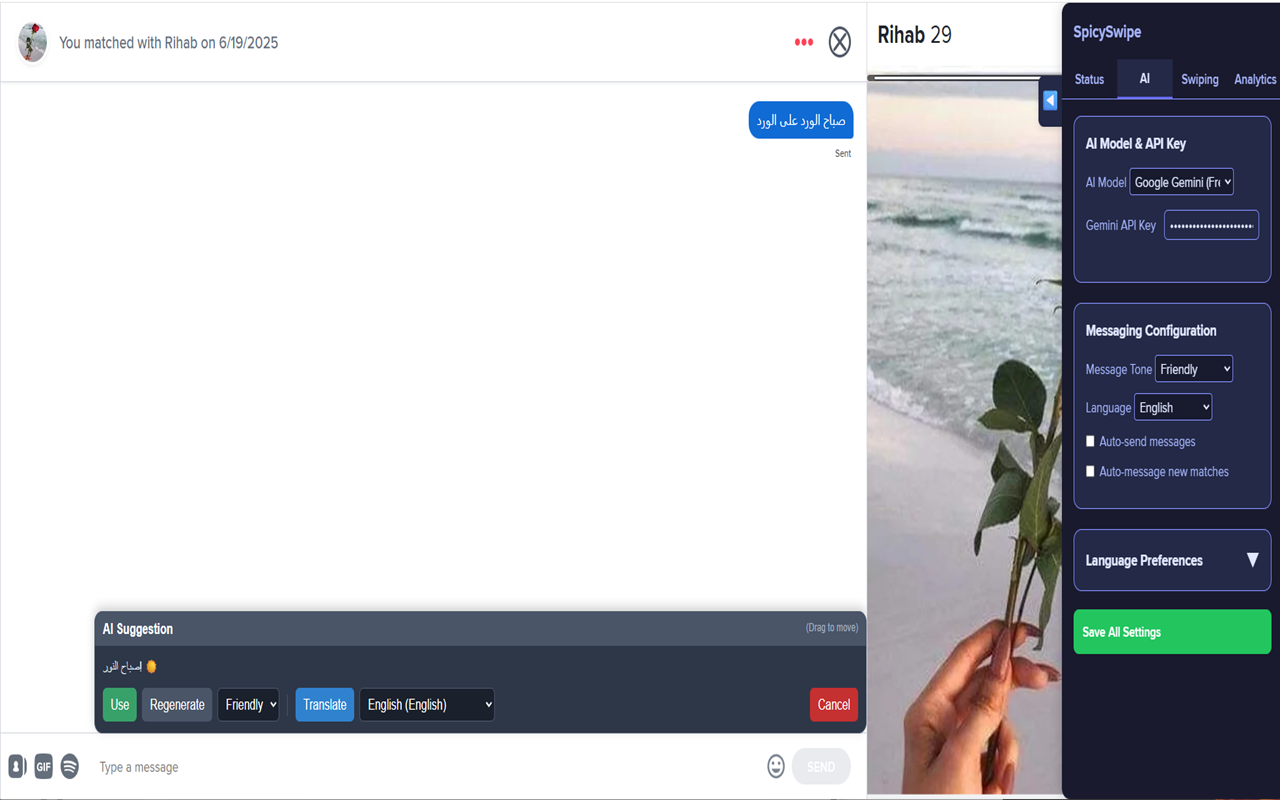 You matched with Rihab on 6/19/2025
صباح الورد على الورد
Sent
AI Suggestion
(Drag to move)
صباح النور! 
Use
Regenerate
Friendly
Translate
English (English)
Cancel
GIF
Type a message
SEND
Rihab 29
SpicySwipe
Status
AI
Swiping
Analytics
AI Model & API Key
AI Model
Google Gemini (Fre
Gemini API Key
Messaging Configuration
Message Tone
Friendly
Language
English
Auto-send messages
Auto-message new matches
Language Preferences
Save All Settings